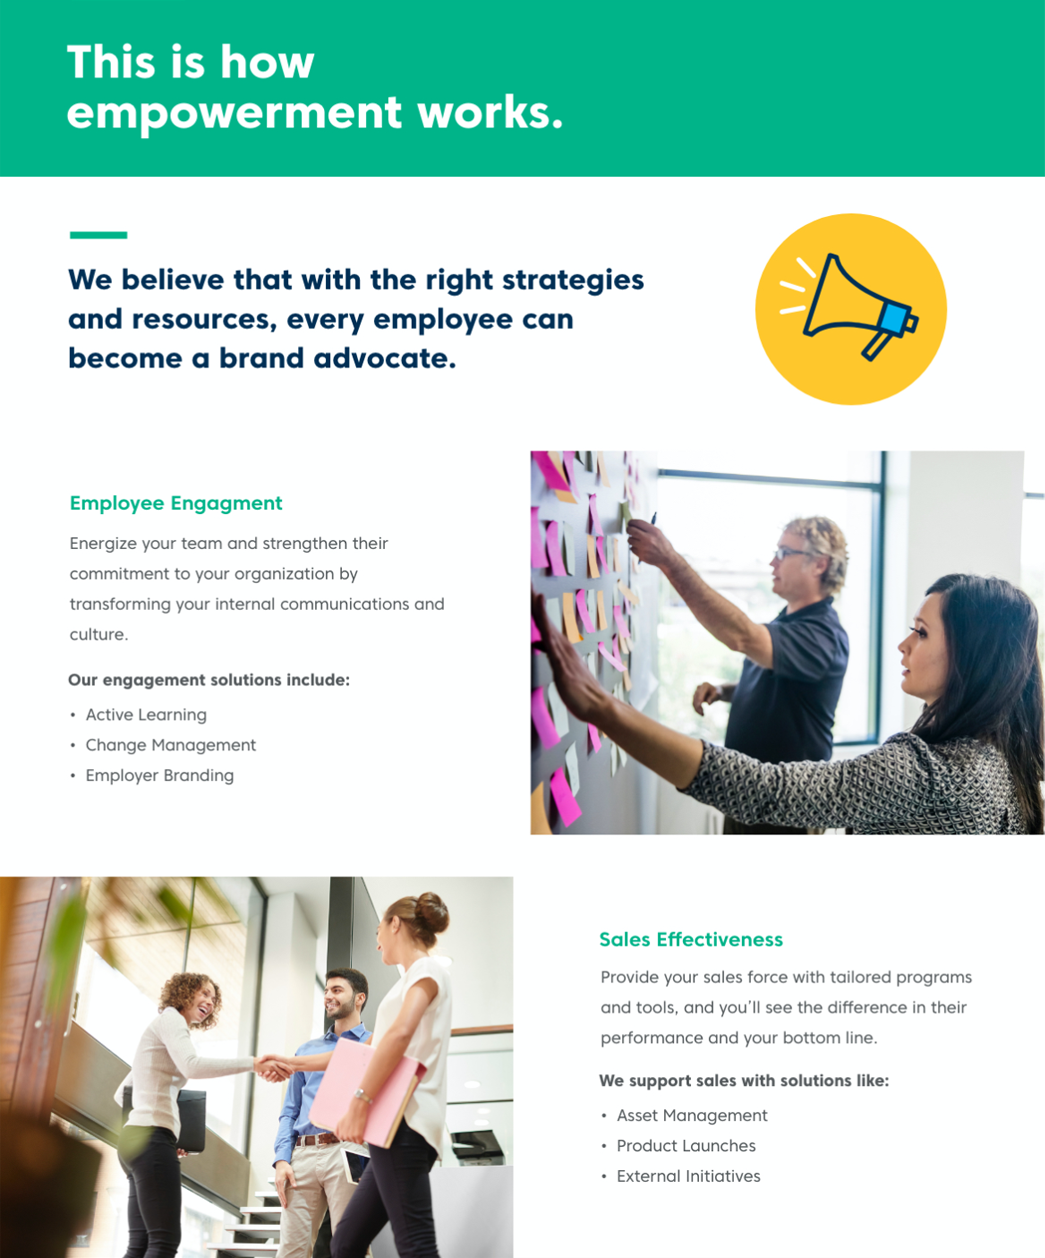 This is how
empowerment works.
We believe that with the right strategies
and resources, every employee can
become a brand advocate.
Employee Engagment
Energize your team and strengthen their
commitment to your organization by
transforming your internal communications and
culture.
Our engagement solutions include:
• Active Learning
• Change Management
• Employer Branding
Sales Effectiveness
Provide your sales force with tailored programs
and tools, and you'll see the difference in their
performance and your bottom line.
We support sales with solutions like:
• Asset Management
• Product Launches
• External Initiatives